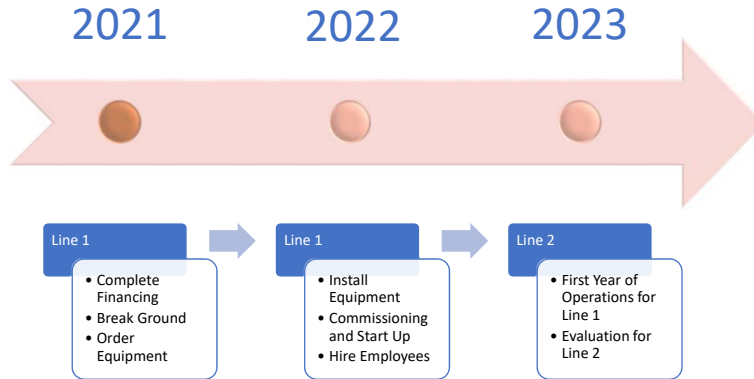 2021
2022
2023
Line 1
• Complete
Financing
• Break Ground
• Order
Equipment
Line 1
• Install
Equipment
• Commissioning
and Start Up
• Hire Employees
Line 2
• First Year of
Operations for
Line 1
• Evaluation for
Line 2